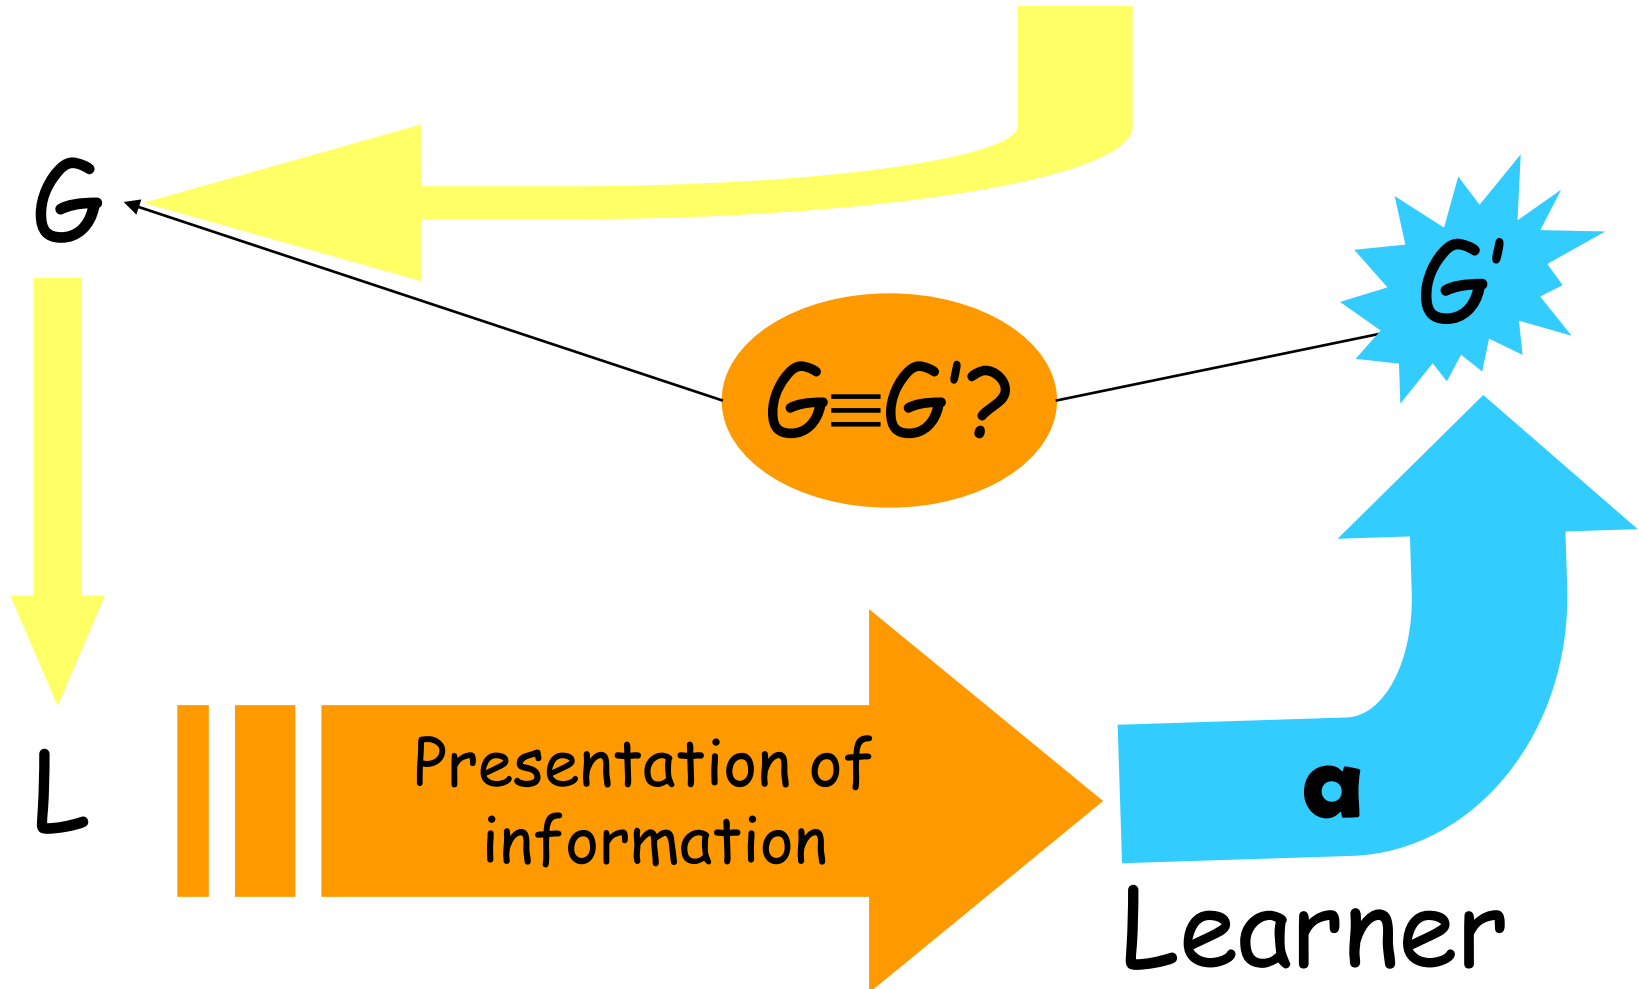 G
G'
G≡G'?
L
Presentation of
information
a
Learner